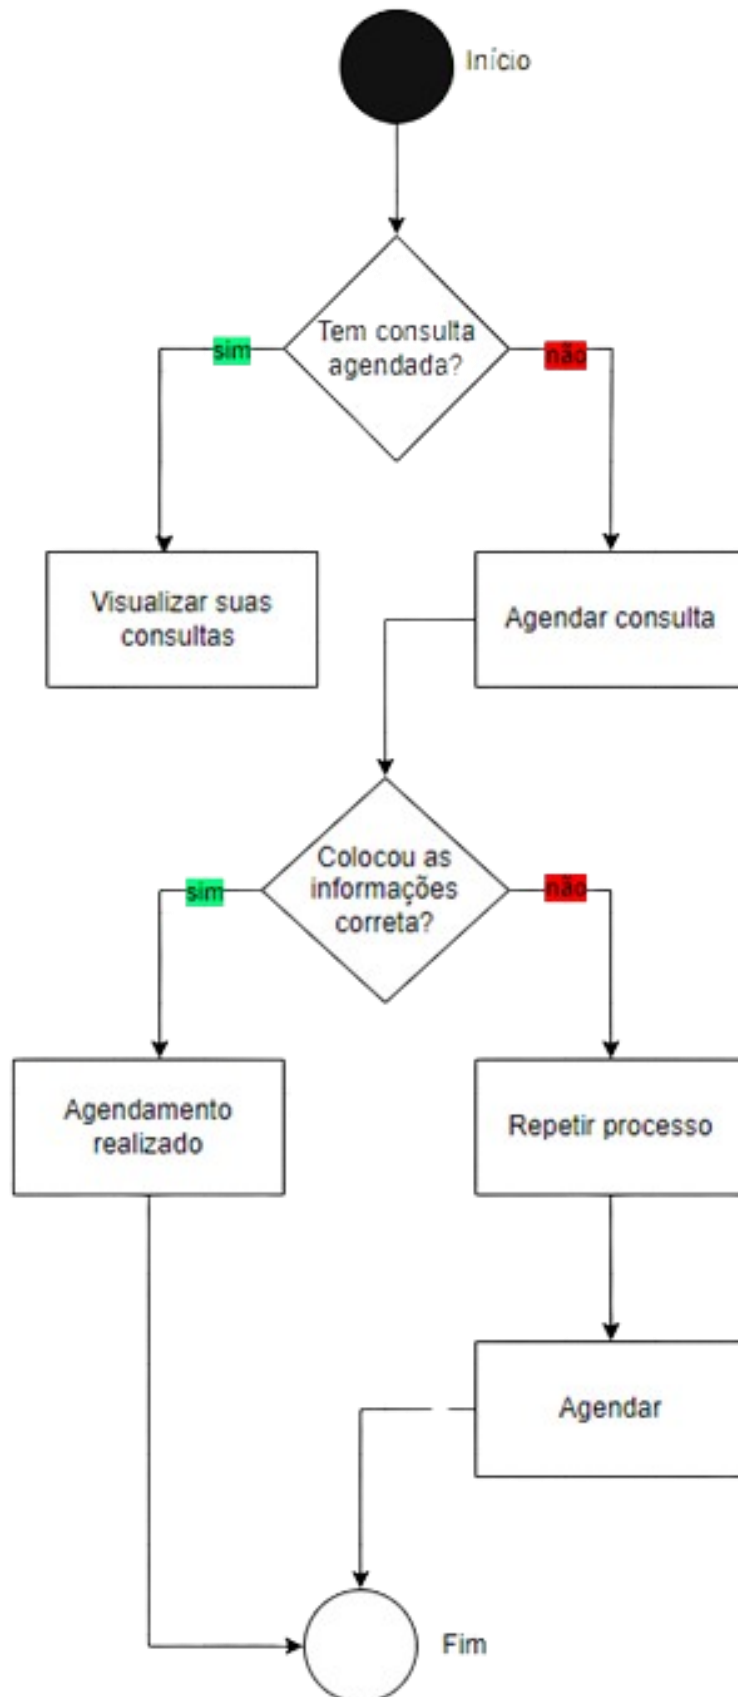 Início
Tem consulta
agendada?
sim
não
Visualizar suas
consultas
Agendar consulta
Colocou as
informações
correta?
sim
não
Agendamento
realizado
Repetir processo
Agendar
Fim